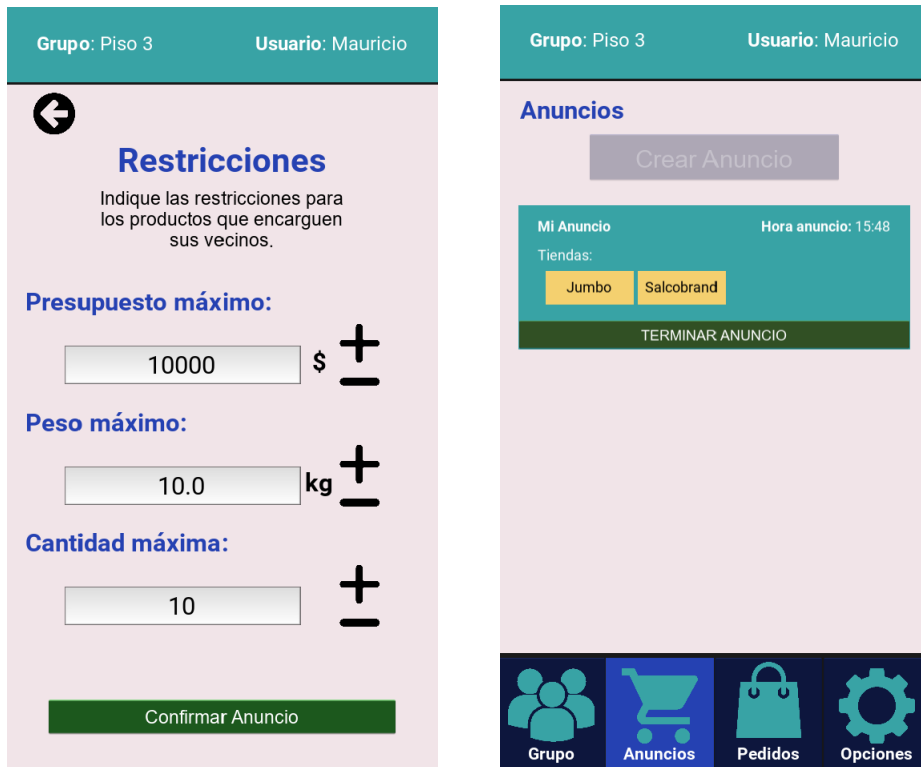 Grupo: Piso 3 Usuario: Mauricio
Restricciones
Indique las restricciones para
los productos que encarguen
sus vecinos.
Presupuesto máximo:
10000 $
Peso máximo:
10.0 kg
Cantidad máxima:
10
Confirmar Anuncio
Grupo: Piso 3 Usuario: Mauricio
Anuncios
Crear Anuncio
Mi Anuncio Hora anuncio: 15:48
Tiendas:
Jumbo Salcobrand
TERMINAR ANUNCIO
Grupo Anuncios Pedidos Opciones